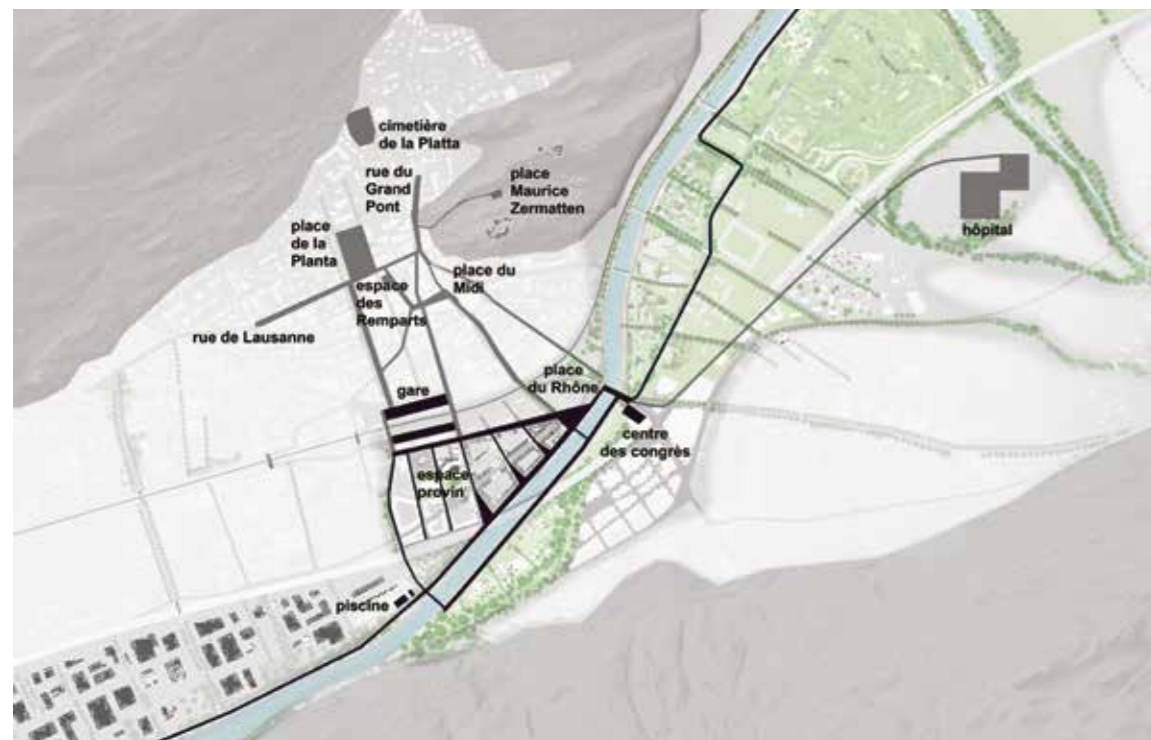 cimetière
de la Platta
rue du
Grand
Pont
place
Maurice
Zermatten
place
de la
Planta
hôpital
espace
des
Remparts
place du
Midi
rue de Lausanne
place
du Rhône
gare
centre
des congrès
espace
provin
piscine